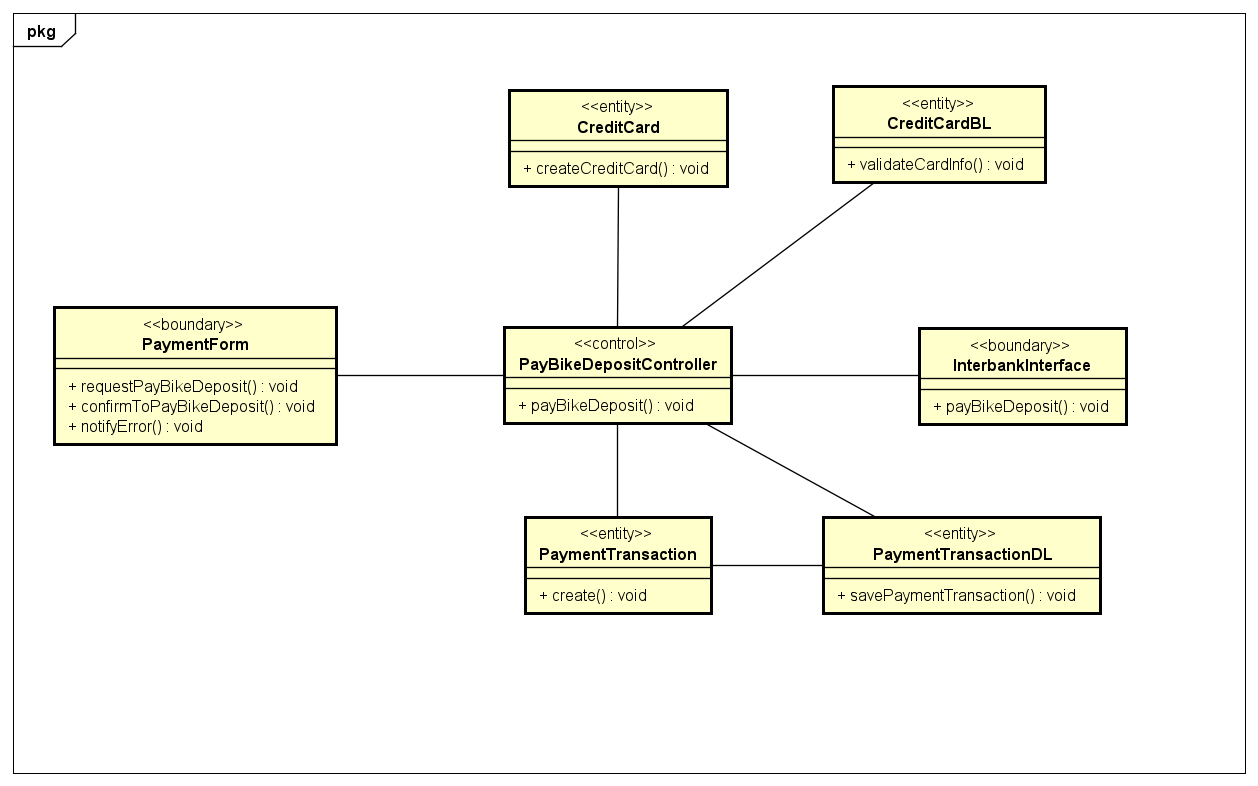 pkg
<<entity>>
CreditCard
+ createCreditCard() : void
<<entity>>
CreditCardBL
+ validateCardInfo() : void
<<boundary>>
PaymentForm
+ requestPayBikeDeposit() : void
+ confirmToPayBikeDeposit() : void
+ notifyError() : void
<<control>>
PayBikeDepositController
+ payBikeDeposit() : void
<<boundary>>
InterbankInterface
+ payBikeDeposit() : void
<<entity>>
PaymentTransaction
+ create() : void
<<entity>>
PaymentTransactionDL
+ savePaymentTransaction() : void